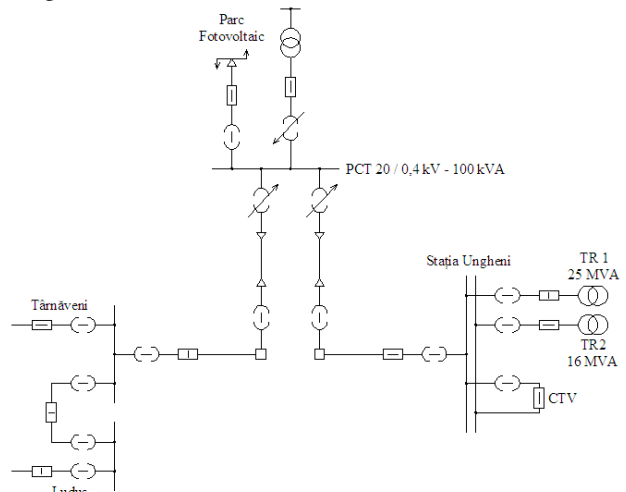 Parc
Fotovoltaic
PCT 20 / 0,4 kV - 100 kVA
Stația Ungheni
TR 1
25 MVA
TR2
16 MVA
CTV
Târnăveni
Luduș